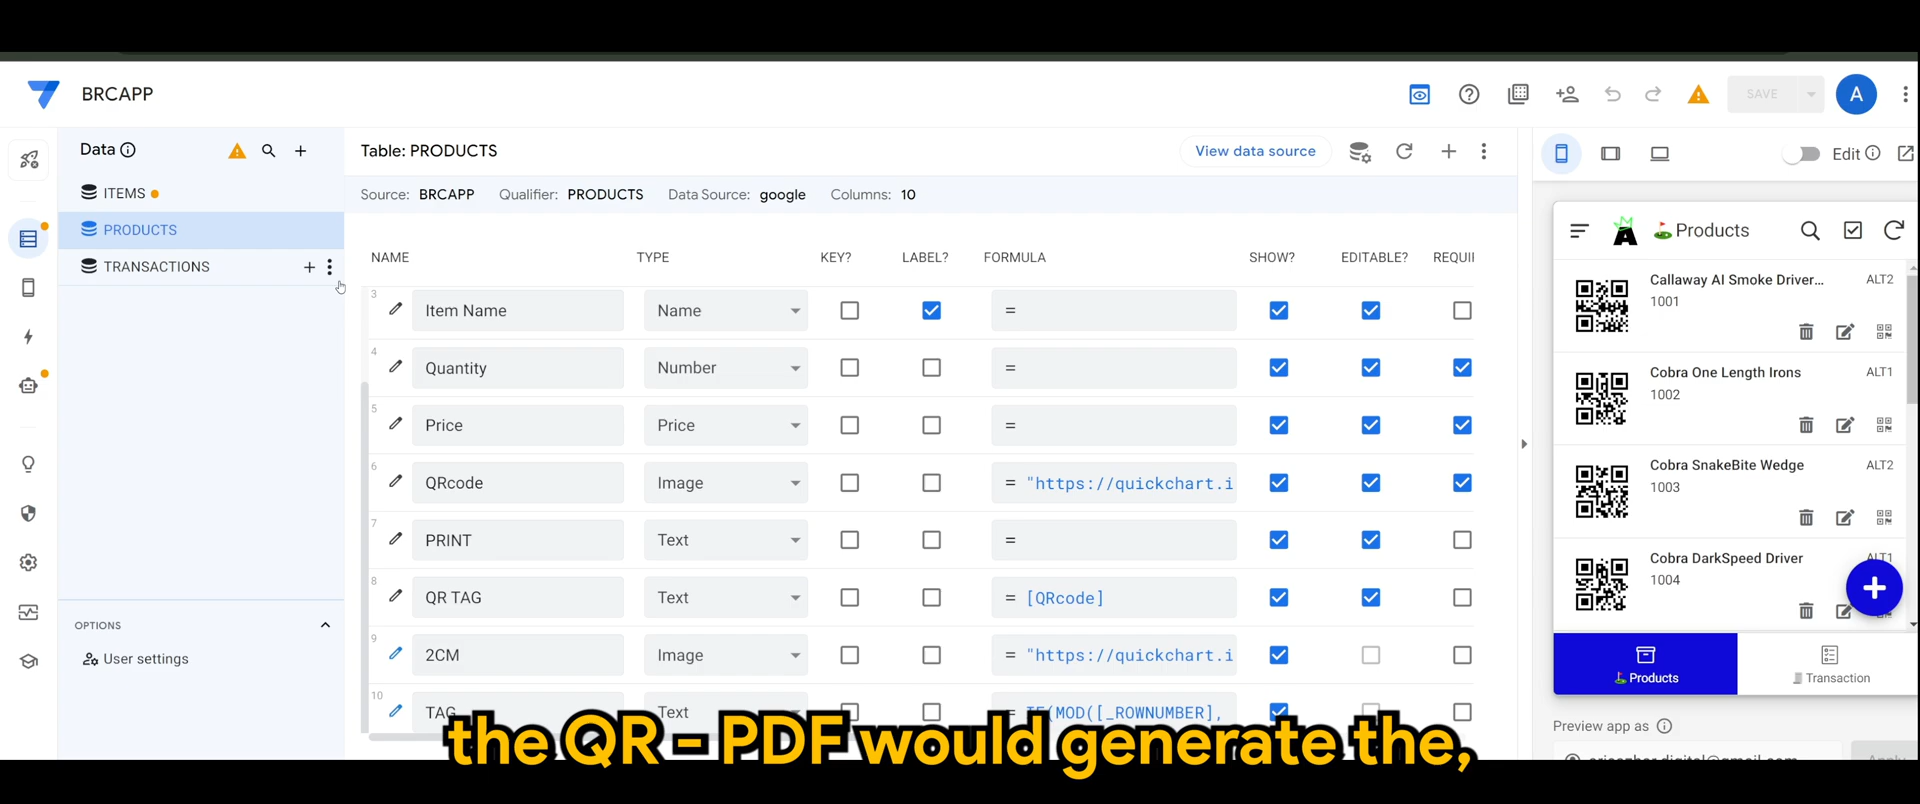 BRCAPP
SAVE
A
Data
ITEMS
PRODUCTS
TRANSACTIONS
OPTIONS
User settings
Table: PRODUCTS
View data source
Source: BRCAPP Qualifier: PRODUCTS Data Source: google Columns: 10
NAME TYPE KEY? LABEL? FORMULA SHOW? EDITABLE? REQUII
3 Item Name Name =
4 Quantity Number =
5 Price Price =
6 QRcode Image = "https://quickchart.i
7 PRINT Text =
8 QR TAG Text = [QRcode]
9 2CM Image = "https://quickchart.i
10 TAG Text = IF(MOD([_ROWNUMBER],
the QR - PDF would generate the,
Edit
A
Products
Callaway AI Smoke Driver... ALT2
1001
Cobra One Length Irons ALT1
1002
Cobra SnakeBite Wedge ALT2
1003
Cobra DarkSpeed Driver ALT1
1004
Products
Transaction
Preview app as